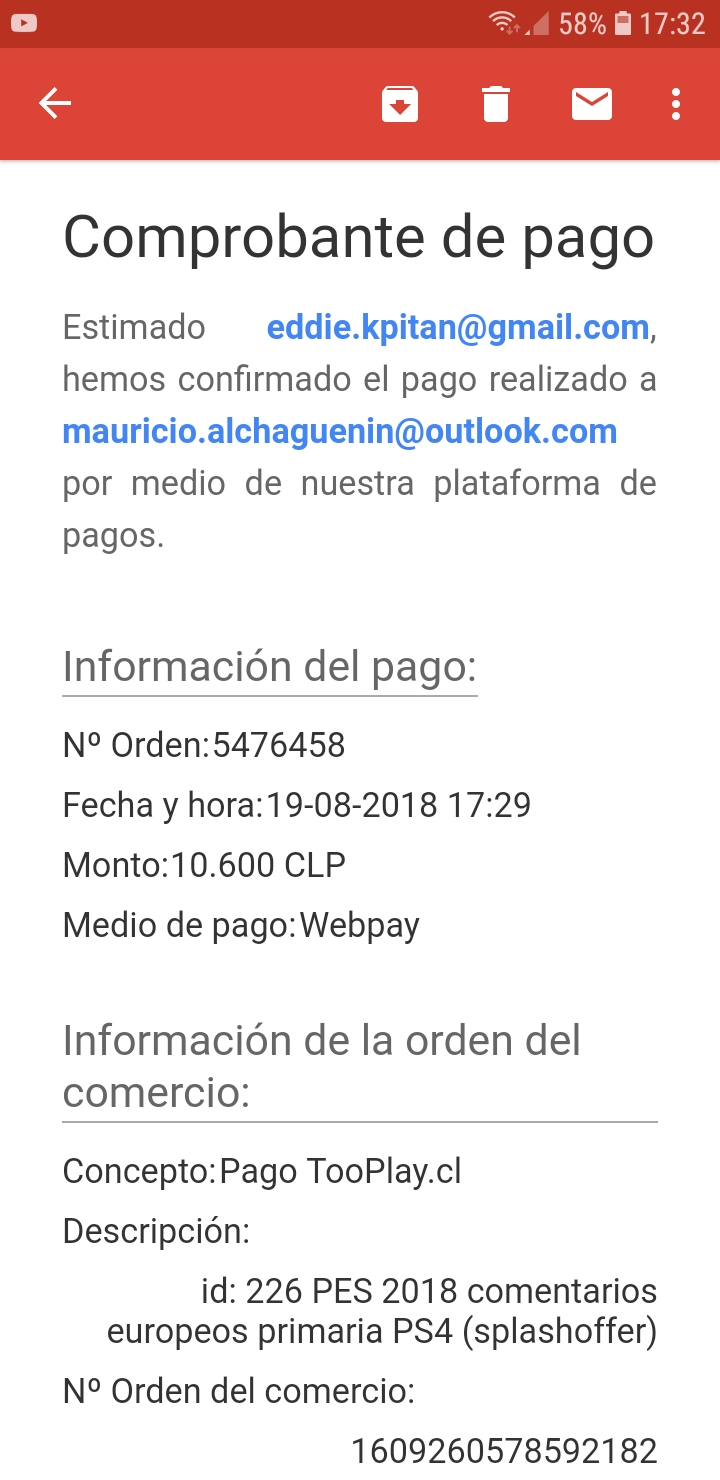 58% 17:32
Comprobante de pago
Estimado eddie.kpitan@gmail.com,
hemos confirmado el pago realizado a
mauricio.alchaguenin@outlook.com
por medio de nuestra plataforma de
pagos.
Información del pago:
Nº Orden:5476458
Fecha y hora:19-08-2018 17:29
Monto:10.600 CLP
Medio de pago:Webpay
Información de la orden del
comercio:
Concepto:Pago TooPlay.cl
Descripción:
id: 226 PES 2018 comentarios
europeos primaria PS4 (splashoffer)
Nº Orden del comercio:
1609260578592182